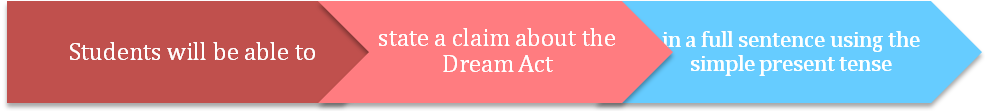 Students will be able to
state a claim about the
Dream Act
in a full sentence using the
simple present tense